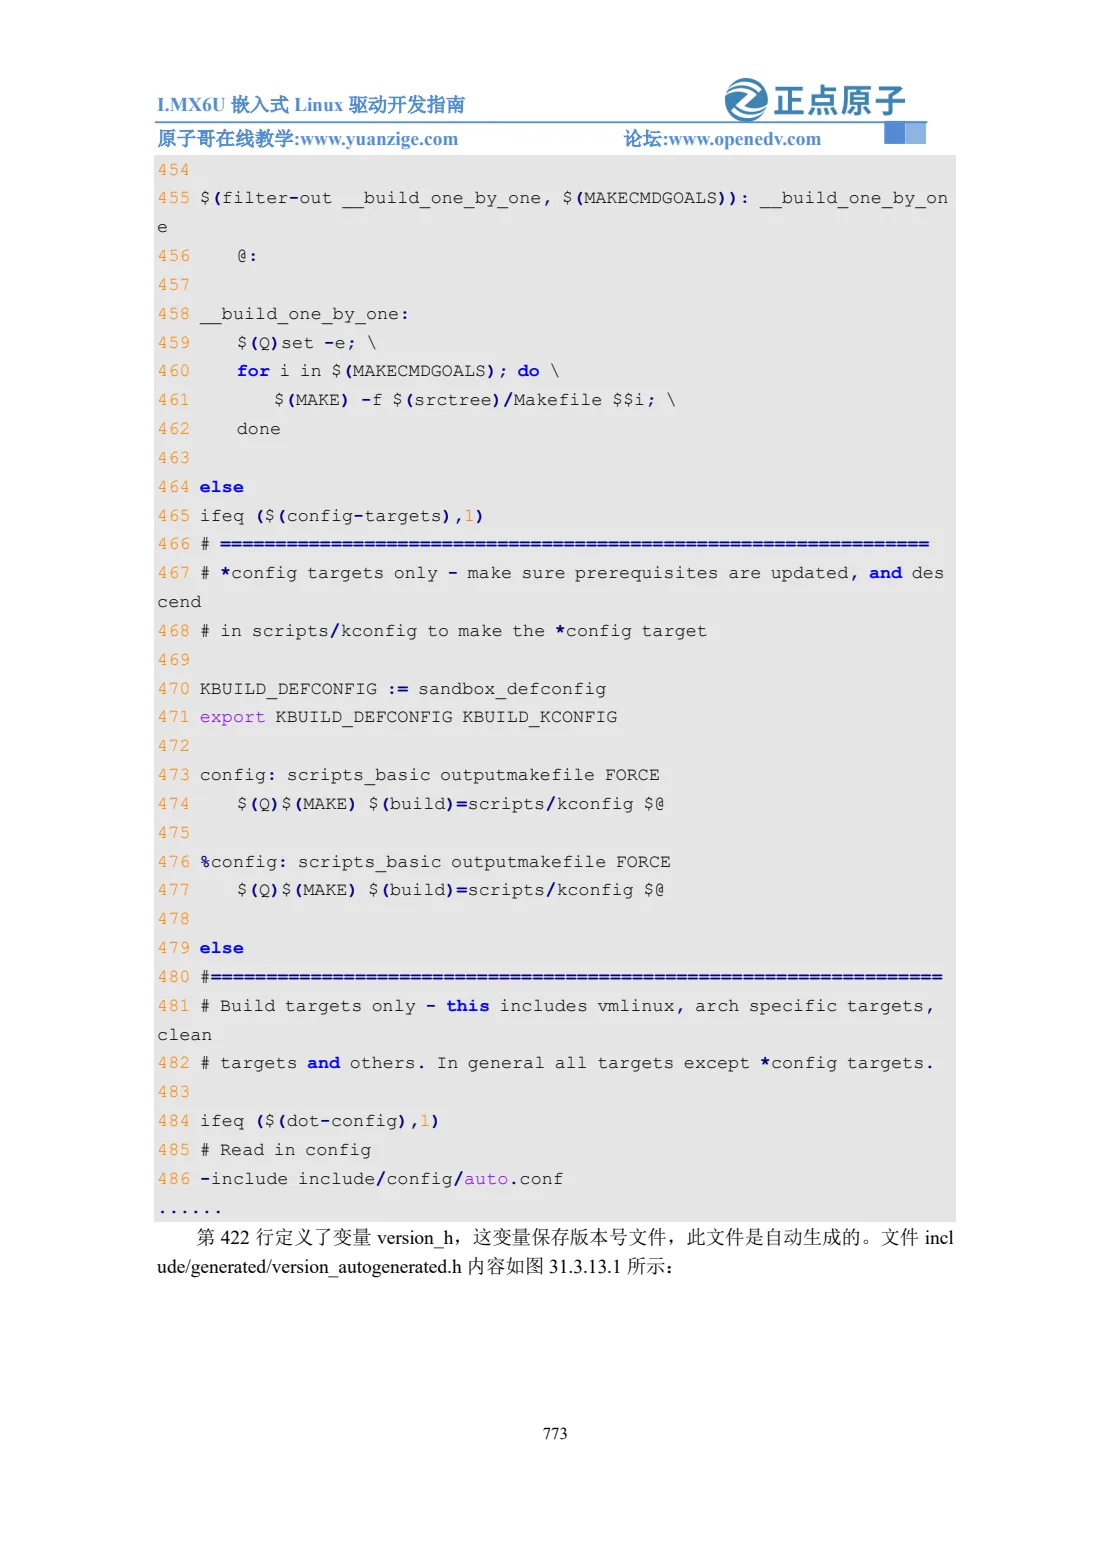 I.MX6U 嵌入式 Linux 驱动开发指南
正点原子
原子哥在线教学:www.yuanzige.com 论坛:www.openedv.com
454
455 $(filter-out __build_one_by_one, $(MAKECMDGOALS)): __build_one_by_on
e
456     @:
457
458 __build_one_by_one:
459     $(Q)set -e; \
460     for i in $(MAKECMDGOALS); do \
461         $(MAKE) -f $(srctree)/Makefile $$i; \
462     done
463
464 else
465 ifeq ($(config-targets),1)
466 # =================================================================
467 # *config targets only - make sure prerequisites are updated, and des
cend
468 # in scripts/kconfig to make the *config target
469
470 KBUILD_DEFCONFIG := sandbox_defconfig
471 export KBUILD_DEFCONFIG KBUILD_KCONFIG
472
473 config: scripts_basic outputmakefile FORCE
474     $(Q)$(MAKE) $(build)=scripts/kconfig $@
475
476 %config: scripts_basic outputmakefile FORCE
477     $(Q)$(MAKE) $(build)=scripts/kconfig $@
478
479 else
480 #===================================================================
481 # Build targets only - this includes vmlinux, arch specific targets,
clean
482 # targets and others. In general all targets except *config targets.
483
484 ifeq ($(dot-config),1)
485 # Read in config
486 -include include/config/auto.conf
......
第 422 行定义了变量 version_h，这变量保存版本号文件，此文件是自动生成的。文件 incl
ude/generated/version_autogenerated.h 内容如图 31.3.13.1 所示：
773